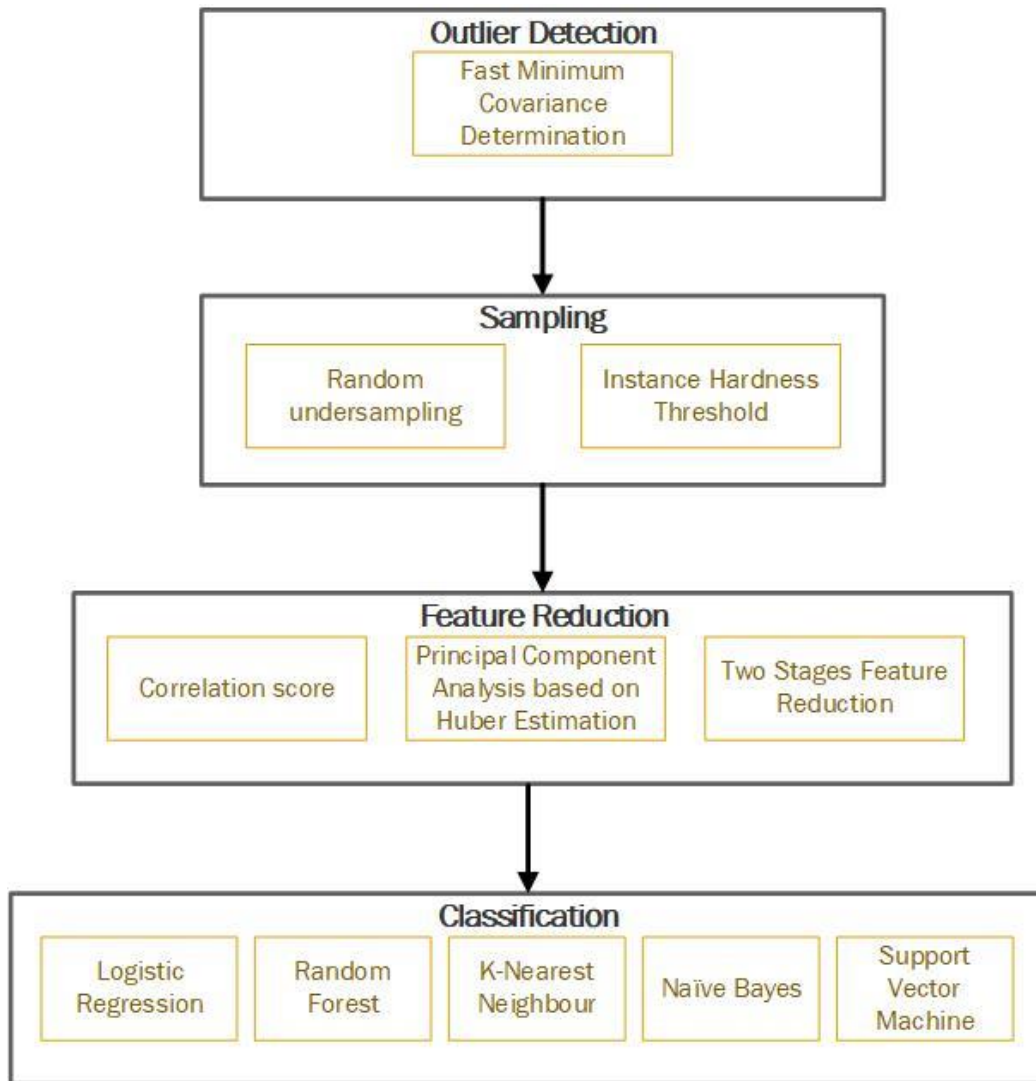 Outlier Detection
Fast Minimum
Covariance
Determination
Sampling
Random
undersampling
Instance Hardness
Threshold
Feature Reduction
Correlation score
Principal Component
Analysis based on
Huber Estimation
Two Stages Feature
Reduction
Classification
Logistic
Regression
Random
Forest
K-Nearest
Neighbour
Naïve Bayes
Support
Vector
Machine